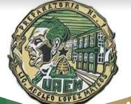 PREPARATORIA No. 1
UAEM
LIC. ADOLFO LOPEZ MATEOS